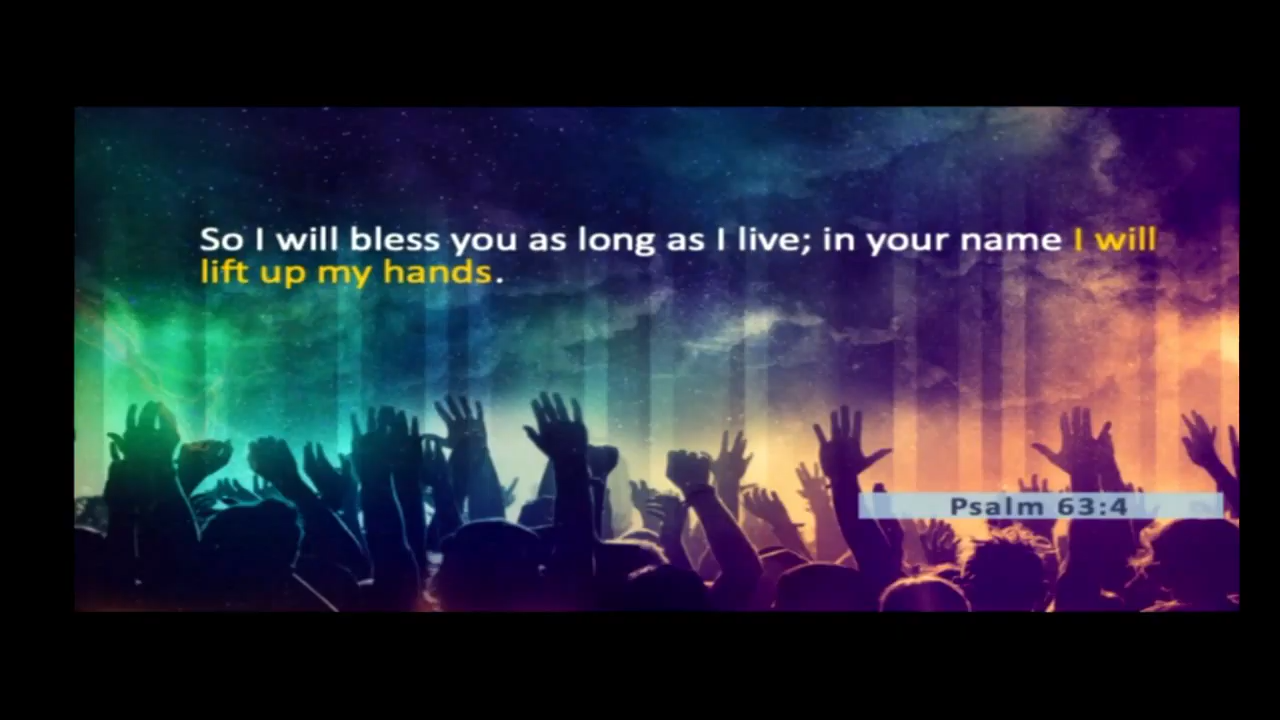 So I will bless you as long as I live; in your name I will
lift up my hands.
Psalm 63:4